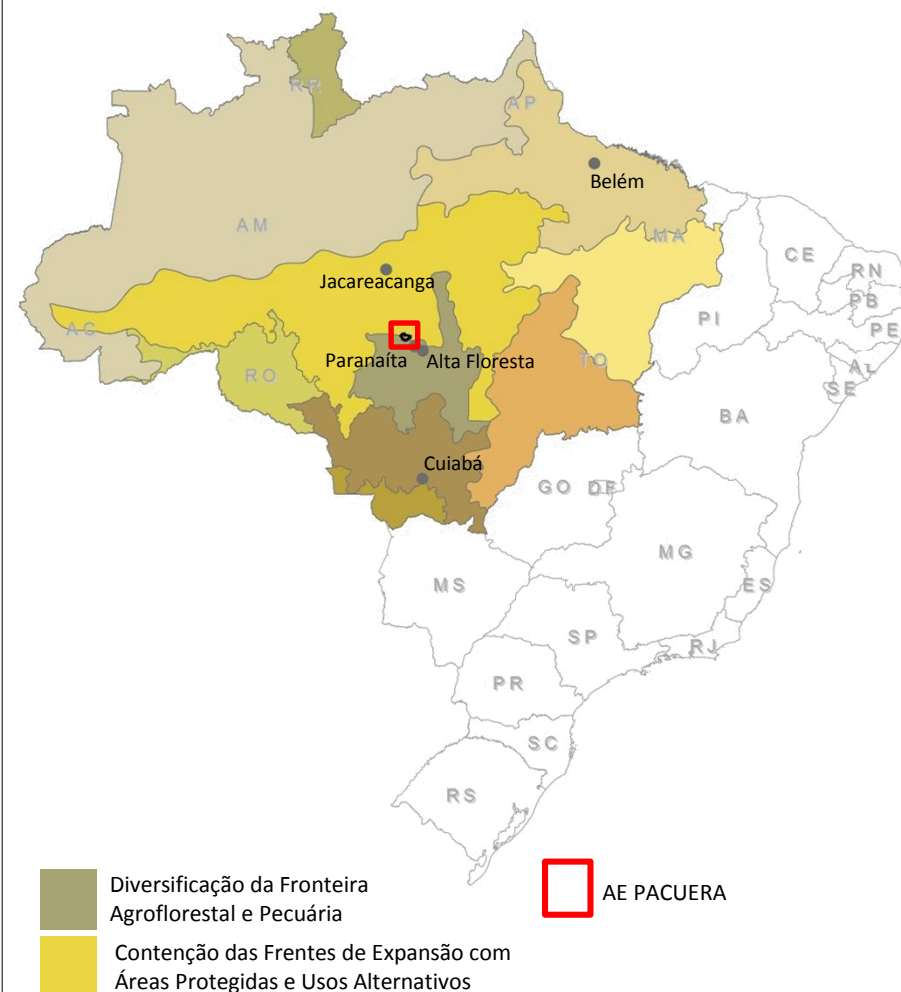 RR
AP
Belém
AM
MA
CE
RN
Jacareacanga
PB
PI
PE
AC
Paranaíta
Alta Floresta
TO
AL
RO
SE
BA
Cuiabá
GO
DF
MG
MS
ES
SP
RJ
PR
SC
RS
Diversificação da Fronteira
Agroflorestal e Pecuária
AE PACUERA
Contenção das Frentes de Expansão com
Áreas Protegidas e Usos Alternativos